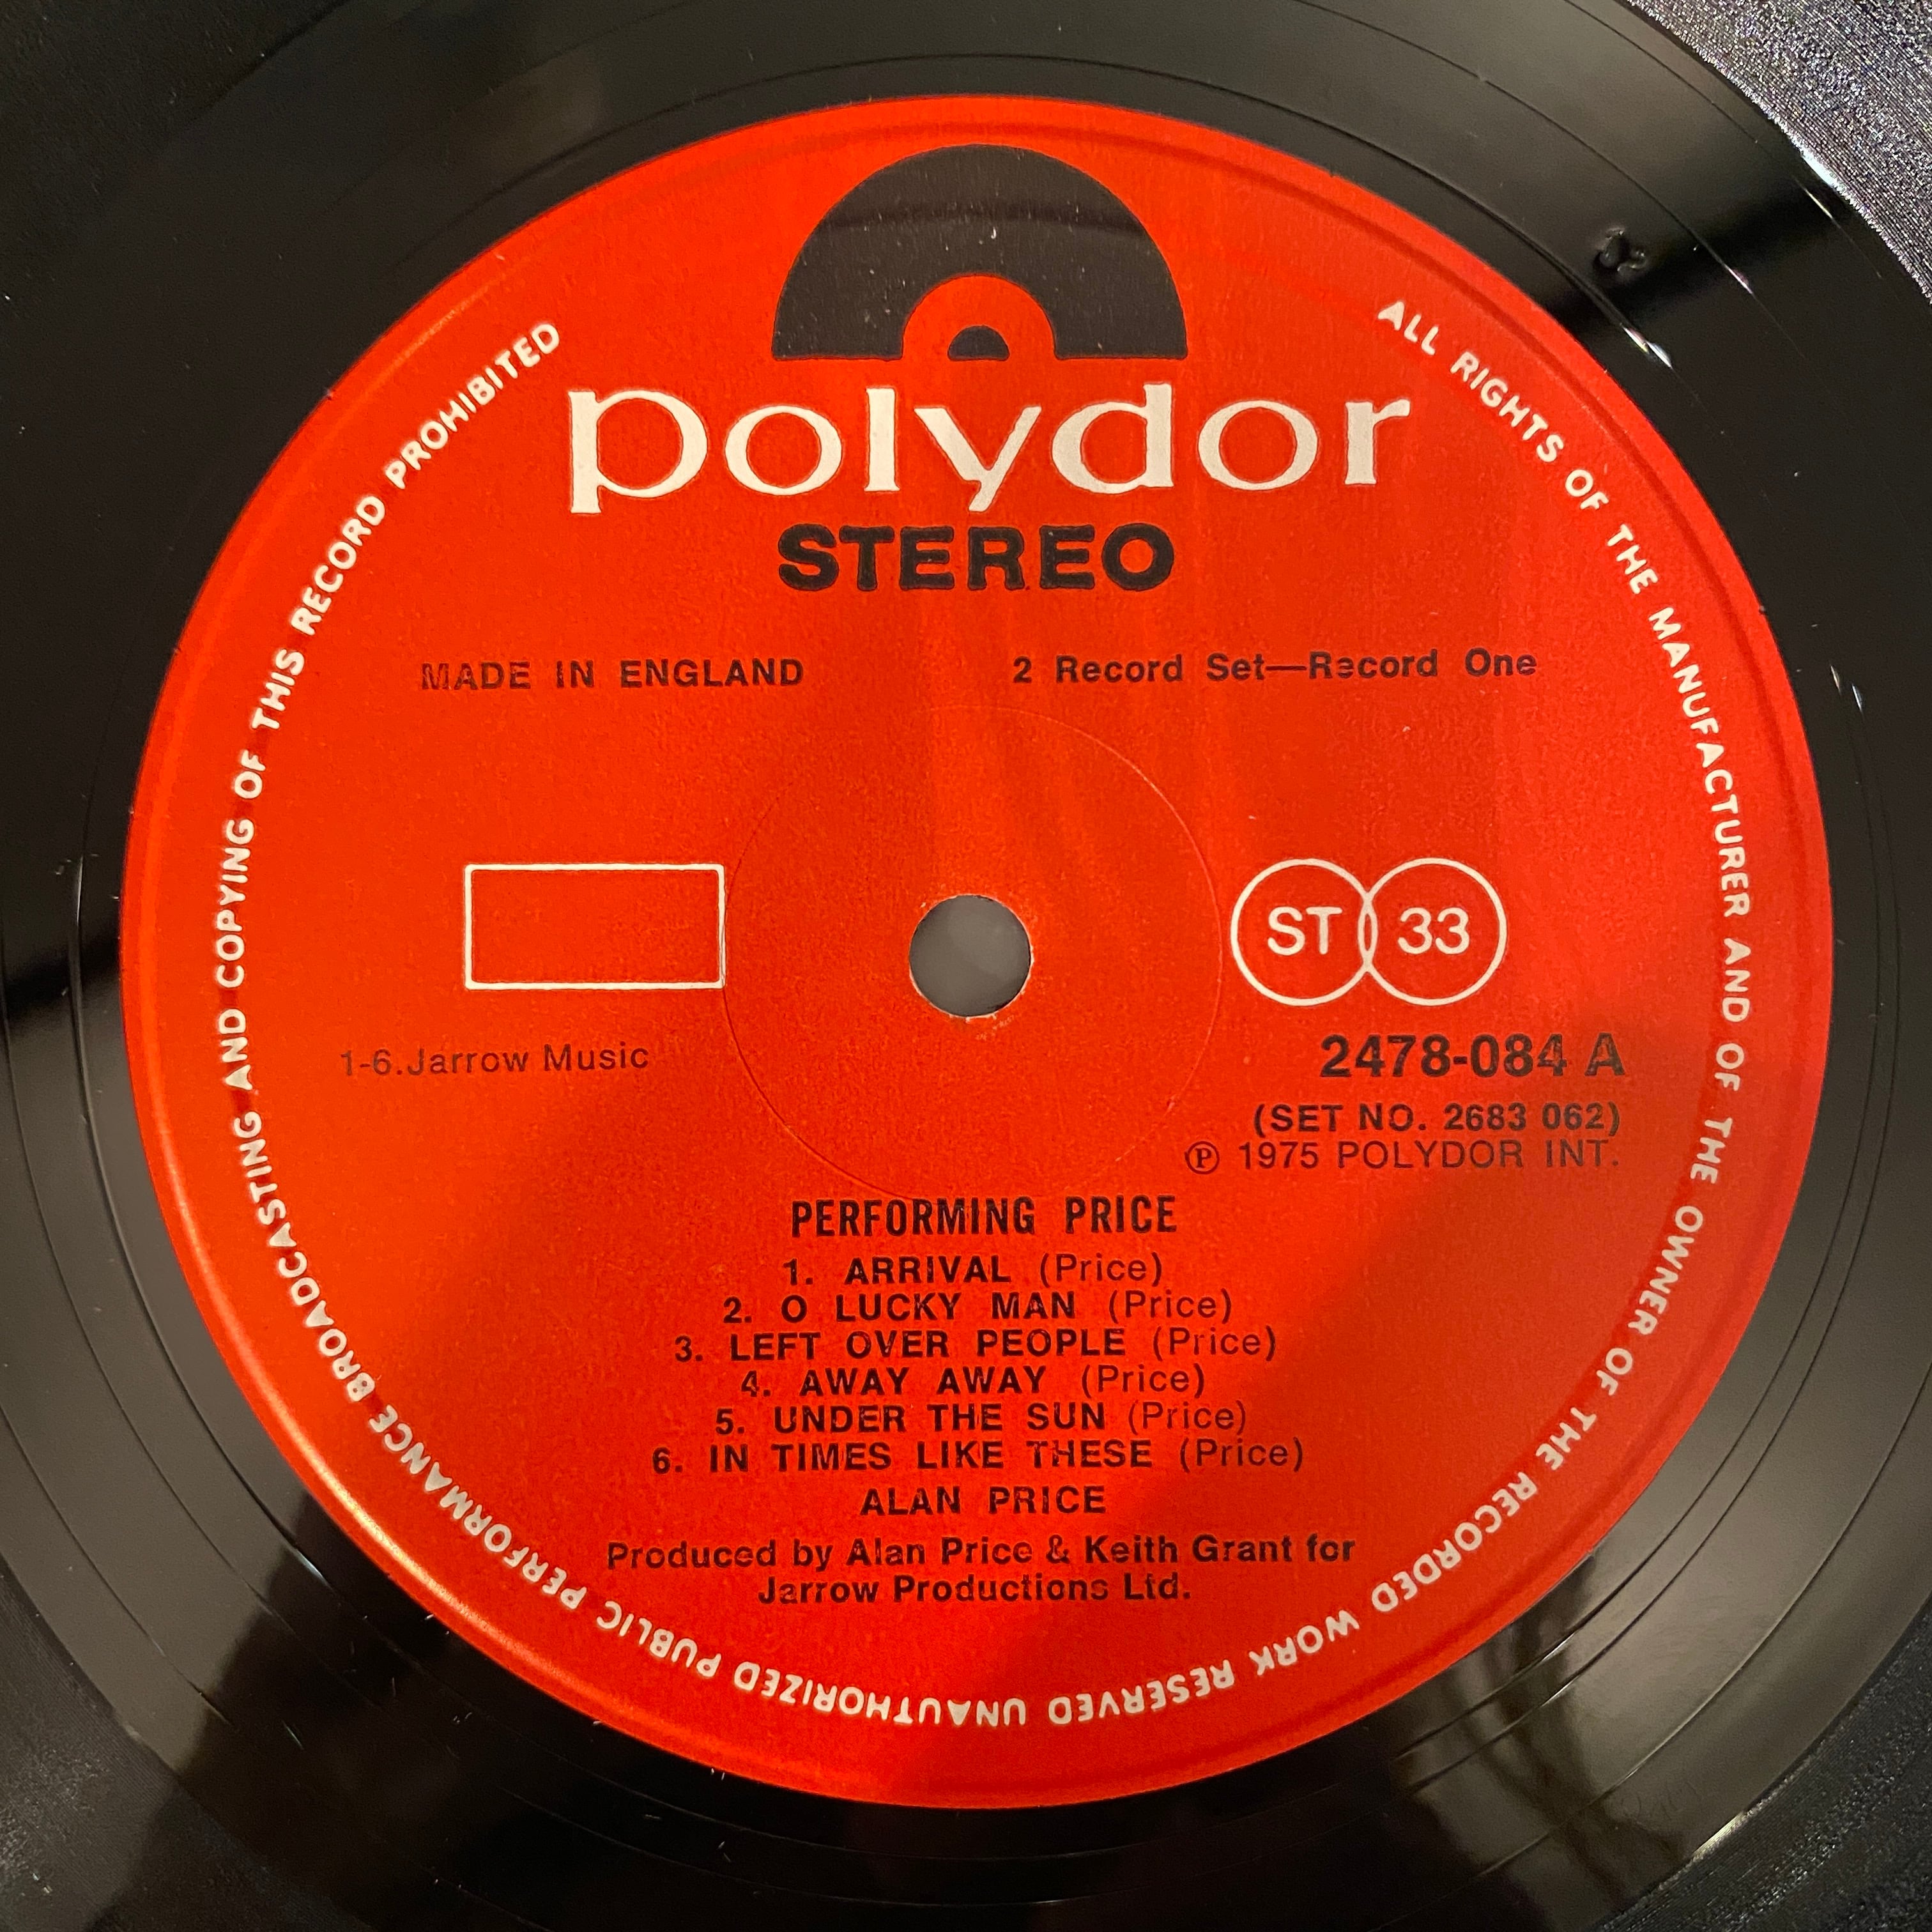 polydor
STEREO
MADE IN ENGLAND
2 Record Set—Record One
ST 33
1-6.Jarrow Music
2478-084 A
(SET NO. 2683 062)
℗ 1975 POLYDOR INT.
PERFORMING PRICE
1. ARRIVAL (Price)
2. O LUCKY MAN (Price)
3. LEFT OVER PEOPLE (Price)
4. AWAY AWAY (Price)
5. UNDER THE SUN (Price)
6. IN TIMES LIKE THESE (Price)
ALAN PRICE
Produced by Alan Price & Keith Grant for
Jarrow Productions Ltd.
ALL RIGHTS OF THE MANUFACTURER AND OF THE OWNER OF THE RECORDED WORK RESERVED UNAUTHORIZED PUBLIC PERFORMANCE BROADCASTING AND COPYING OF THIS RECORD PROHIBITED